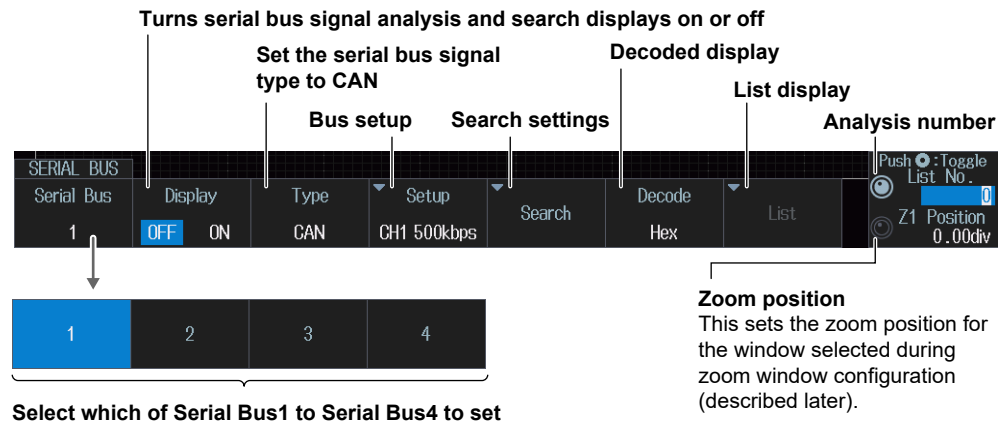 Turns serial bus signal analysis and search displays on or off
Set the serial bus signal
type to CAN
Decoded display
List display
Bus setup
Search settings
Analysis number
SERIAL BUS
Serial Bus
1
Display
OFF ON
Type
CAN
Setup
CH1 500kbps
Search
Decode
Hex
List
Push :Toggle
List No.
0
Z1 Position
0.00div
1 2 3 4
Select which of Serial Bus1 to Serial Bus4 to set
Zoom position
This sets the zoom position for
the window selected during
zoom window configuration
(described later).